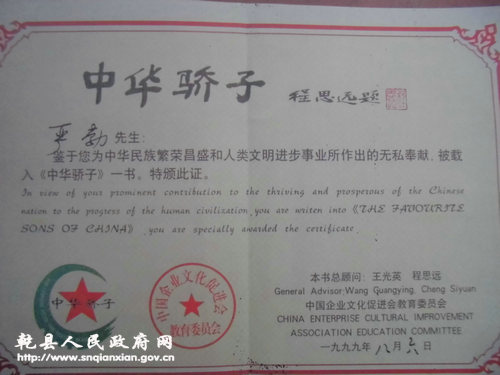 中华骄子 程思远题
平勃 先生:
鉴于您为中华民族繁荣昌盛和人类文明进步事业所作出的无私奉献,被载
入《中华骄子》一书。特颁此证。
In view of your prominent contribution to the thriving and prosperous of the Chinese
nation to the progress of the human civilization,you are writen into《THE FAVOURITE
SONS OF CHINA》 you are specially awarded the certificate.
中华骄子
中国企业文化促进会
教育委员会
本书总顾问: 王光英 程思远
General Advisor Wang Guangying, Cheng Siyuan
中国企业文化促进会教育委员会
CHINA ENTERPRISE CULTURAL IMPROVEMENT
ASSOCIATION EDUCATION COMMITTEE
一九九九年八月六日
乾县人民政府网
http://www.snqianxian.gov.cn